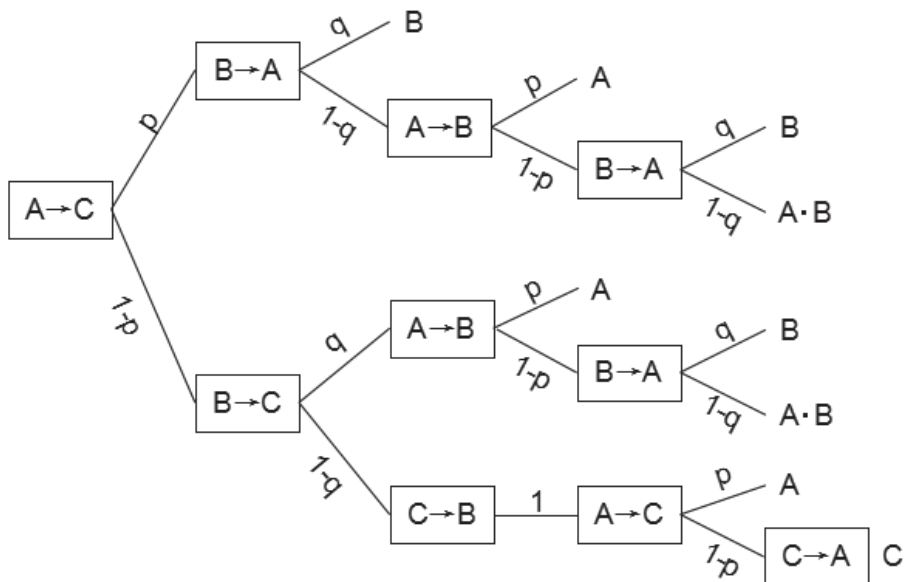 q B
B→A
p A
1-q
A→B
q B
p
1-p
B→A
A→C
1-q A·B
1-p
p A
A→B
q B
q
1-p
B→A
B→C
1-q A·B
1-q
p A
C→B 1 A→C
1-p
C→A C